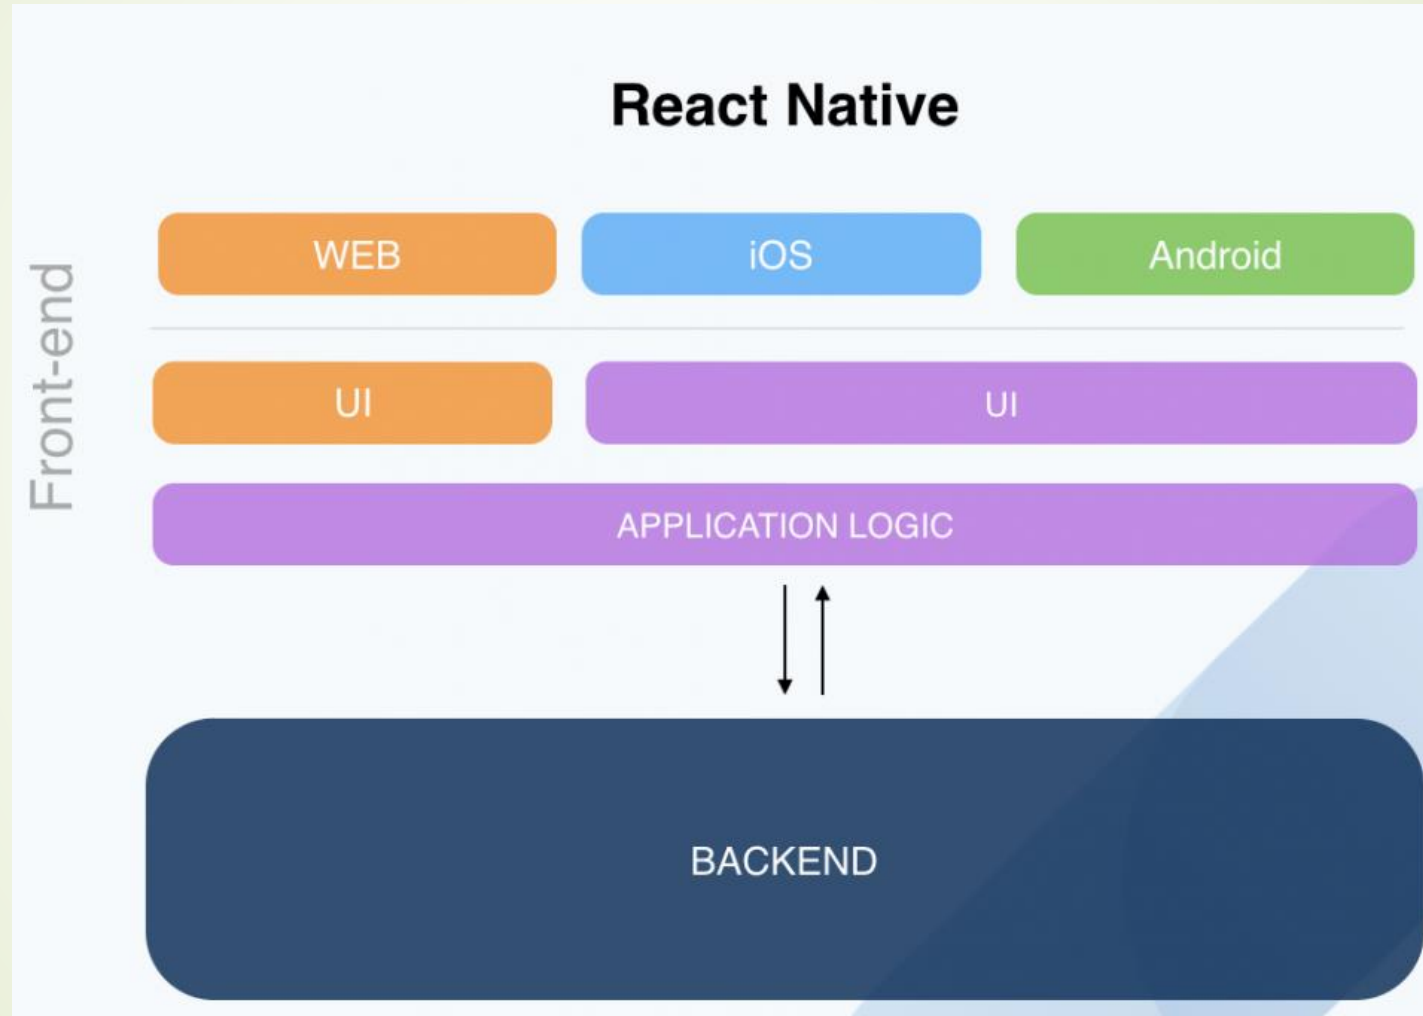 React Native
Front-end
WEB
iOS
Android
UI
UI
APPLICATION LOGIC
BACKEND